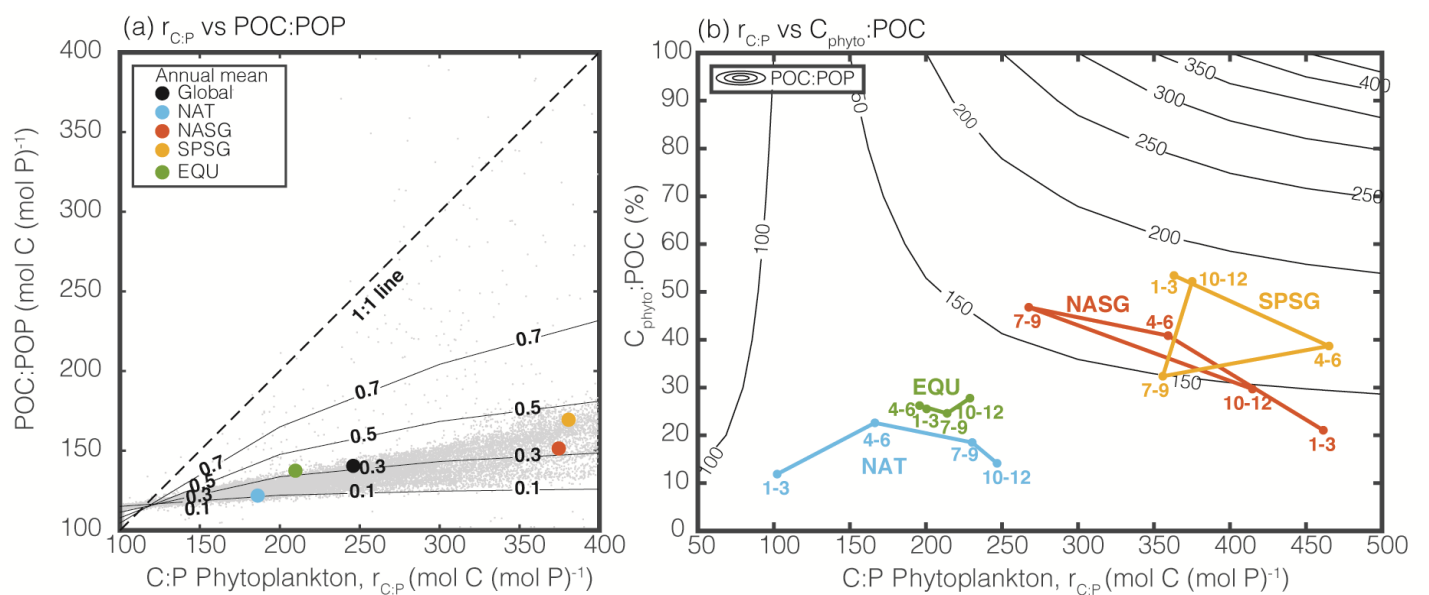 (a) r_C:P vs POC:POP
400
350
300
250
200
150
100
POC:POP (mol C (mol P)⁻¹)
Annual mean
Global
NAT
NASG
SPSG
EQU
1:1 line
0.7
0.7
0.7
0.5
0.5
0.5
0.3
0.3
0.3
0.1
0.1
0.1
100 150 200 250 300 350 400
C:P Phytoplankton, r_C:P (mol C (mol P)⁻¹)
(b) r_C:P vs C_phyto:POC
100
90
80
70
60
50
40
30
20
10
0
C_phyto:POC (%)
POC:POP
350
400
300
200
250
250
100
200
150
150
100
1-3
10-12
NASG
SPSG
7-9
4-6
4-6
7-9
10-12
1-3
EQU
4-6
1-3
7-9
10-12
4-6
NAT
7-9
10-12
1-3
50 100 150 200 250 300 350 400 450 500
C:P Phytoplankton, r_C:P (mol C (mol P)⁻¹)